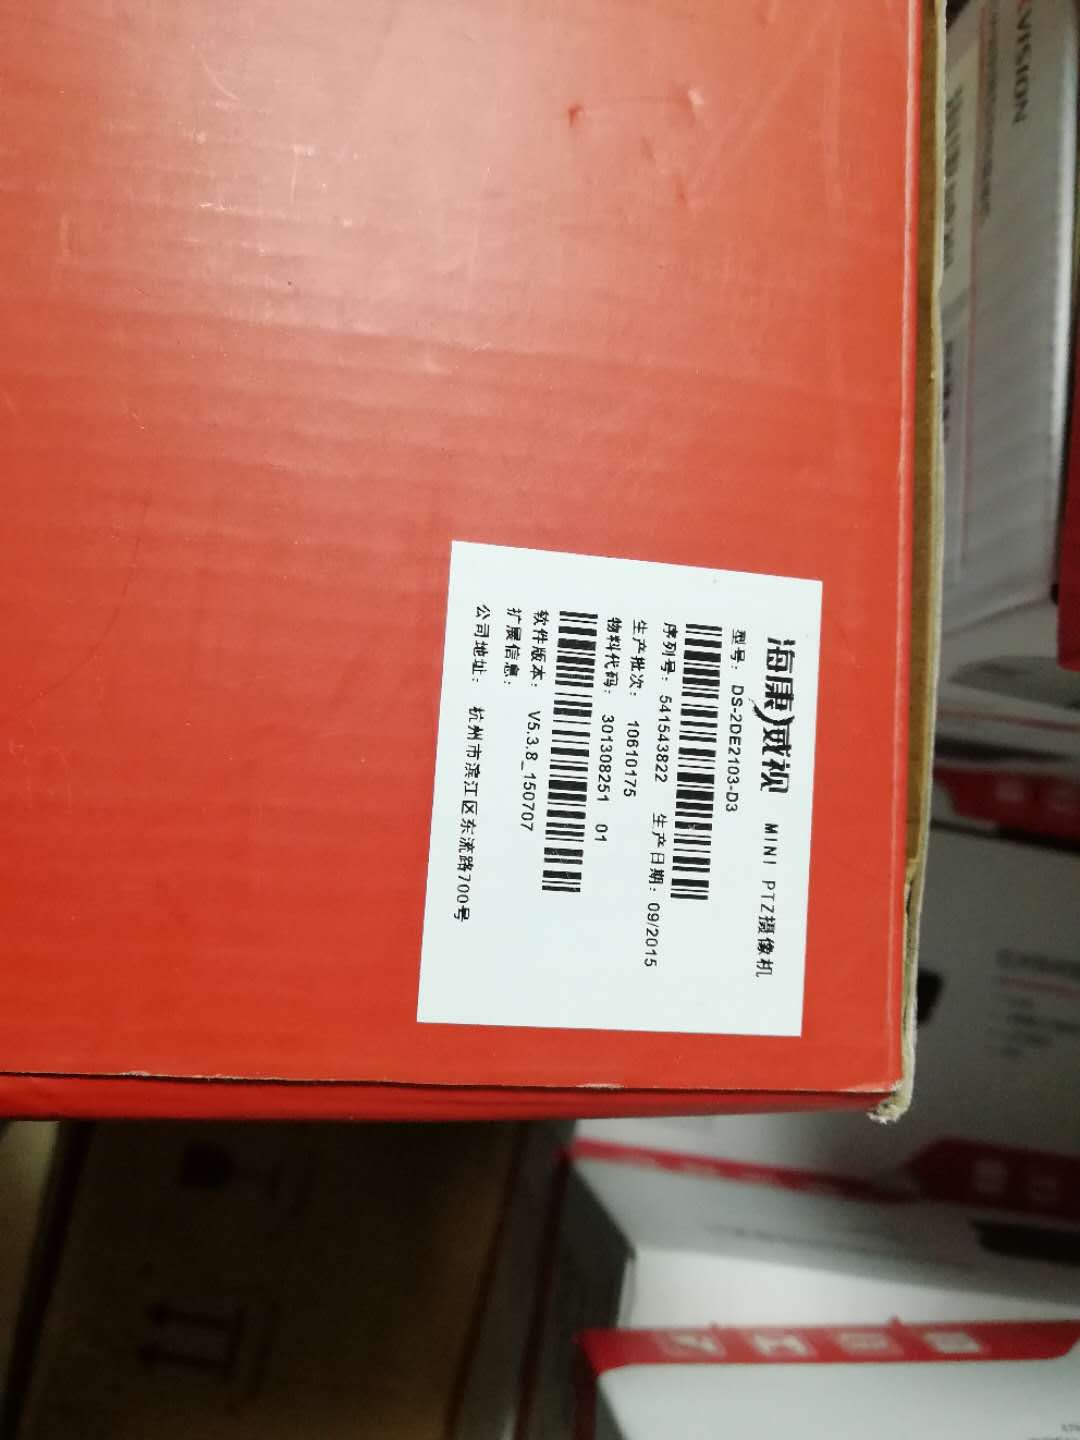 海康威视 MINI PTZ摄像机
型号： DS-2DE2103-D3
序列号： 541543822 生产日期： 09/2015
生产批次： 10610175
物料代码： 301308251 01
软件版本： V5.3.8_150707
扩展信息：
公司地址： 杭州市滨江区东流路700号
VISION